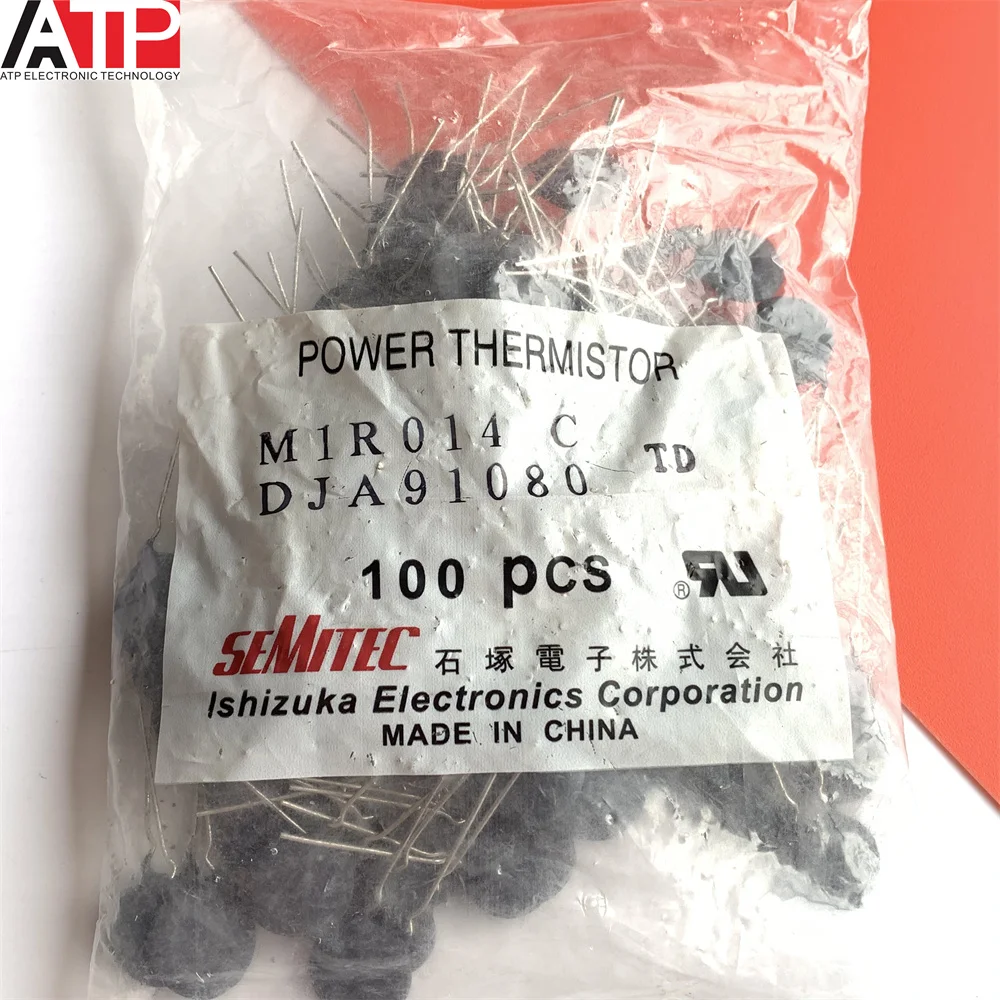 ATP
ATP ELECTRONIC TECHNOLOGY
POWER THERMISTOR
M1R014 C
DJA91080 TD
100 pcs ®
SEMITEC 石塚電子株式会社
Ishizuka Electronics Corporation
MADE IN CHINA